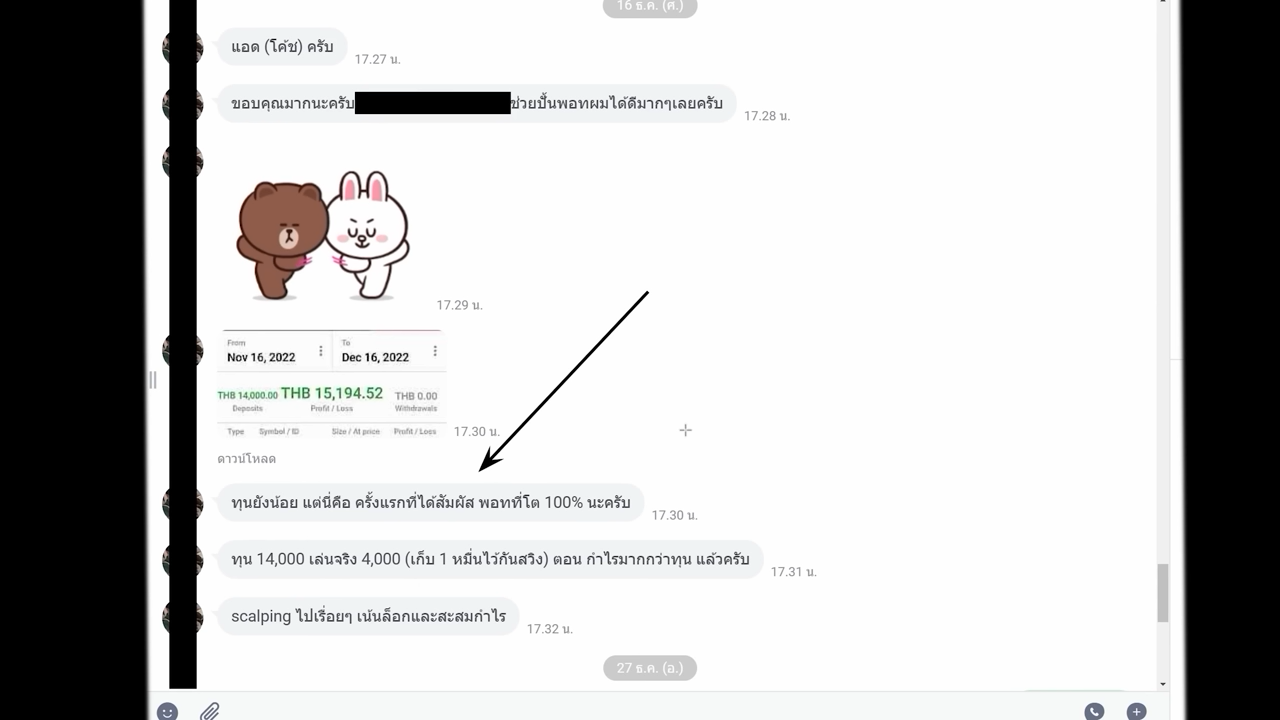 16 ธ.ค. (ศ.)
แอด (โค้ช) ครับ
17.27 น.
ขอบคุณมากนะครับ ช่วยปั้นพอทผมได้ดีมากๆเลยครับ
17.28 น.
17.29 น.
From
Nov 16, 2022
To
Dec 16, 2022
THB 14,000.00 THB 15,194.52 THB 0.00
Deposits Profit / Loss Withdrawals
Type Symbol / ID Size / At price Profit / Loss
17.30 น.
ดาวน์โหลด
ทุนยังน้อย แต่นี่คือ ครั้งแรกที่ได้สัมผัส พอทที่โต 100% นะครับ
17.30 น.
ทุน 14,000 เล่นจริง 4,000 (เก็บ 1 หมื่นไว้กันสวิง) ตอน กำไรมากกว่าทุน แล้วครับ
17.31 น.
scalping ไปเรื่อยๆ เน้นล็อกและสะสมกำไร
17.32 น.
27 ธ.ค. (อ.)